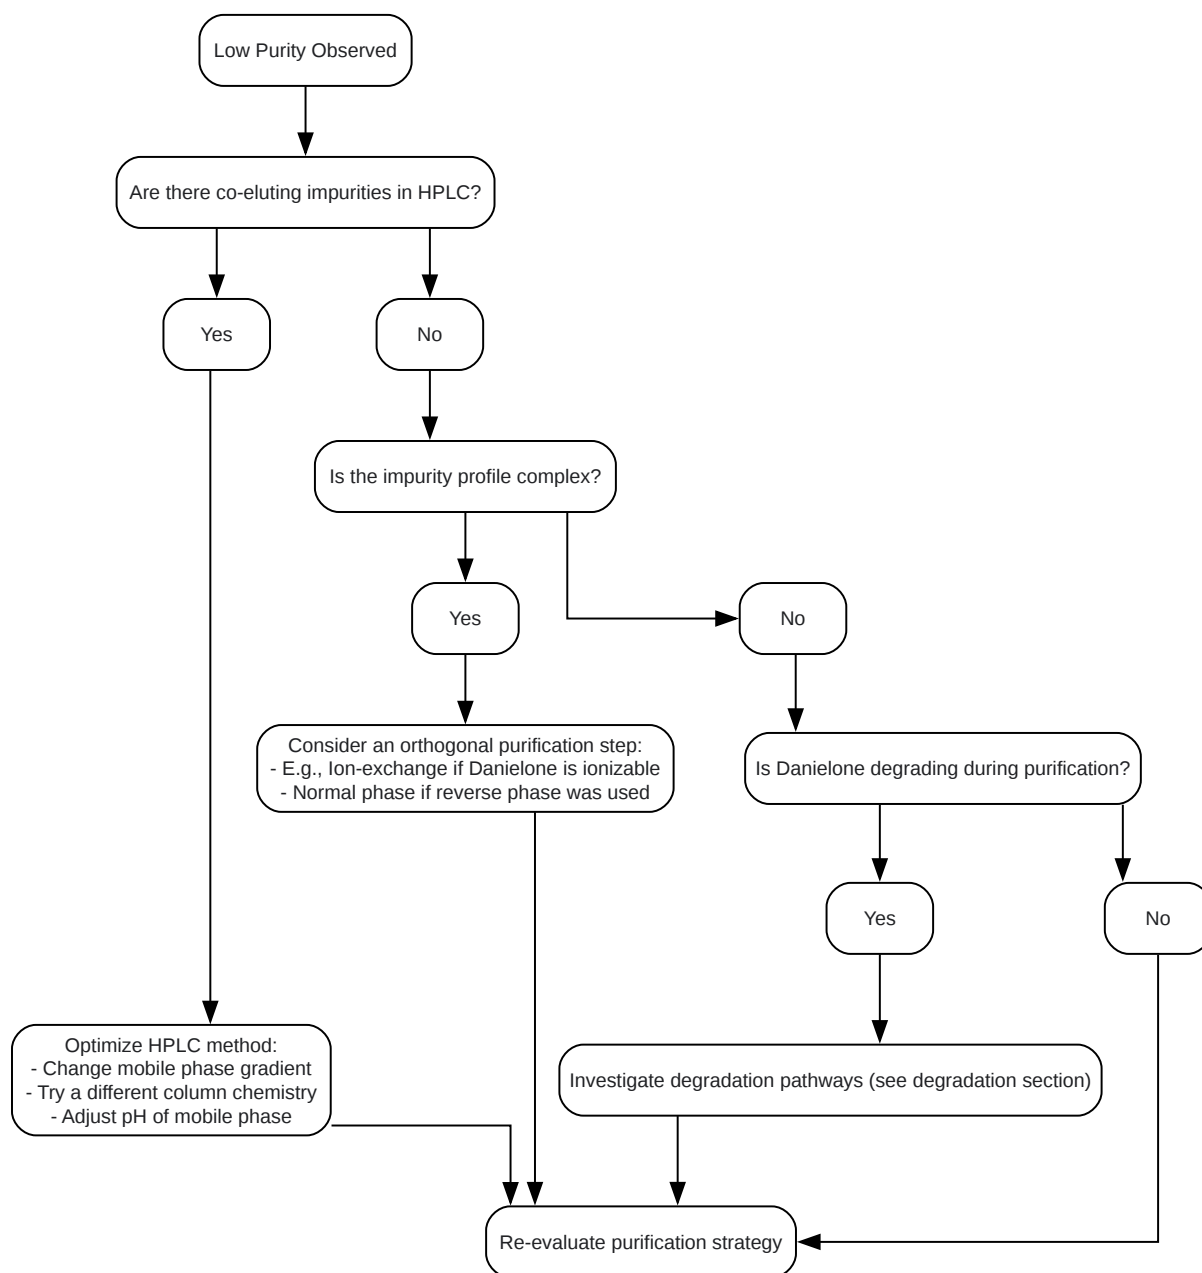 Low Purity Observed
Are there co-eluting impurities in HPLC?
Yes
No
Is the impurity profile complex?
Yes
No
Consider an orthogonal purification step:
- E.g., Ion-exchange if Danielone is ionizable
- Normal phase if reverse phase was used
Is Danielone degrading during purification?
Yes
No
Optimize HPLC method:
- Change mobile phase gradient
- Try a different column chemistry
- Adjust pH of mobile phase
Investigate degradation pathways (see degradation section)
Re-evaluate purification strategy